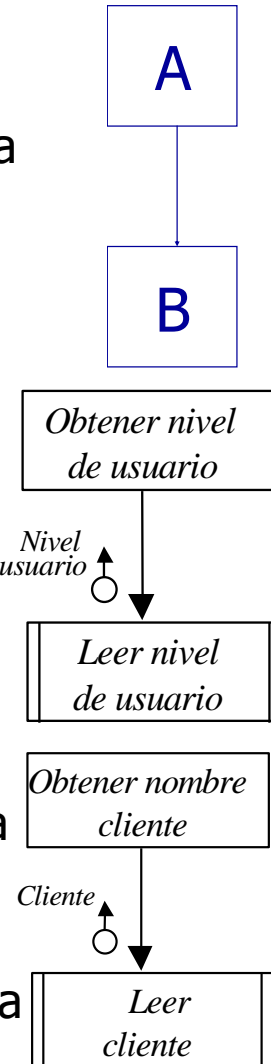 A
a
B
Obtener nivel
de usuario
Nivel
usuario
Leer nivel
de usuario
Obtener nombre
a
cliente
Cliente
a
Leer
cliente